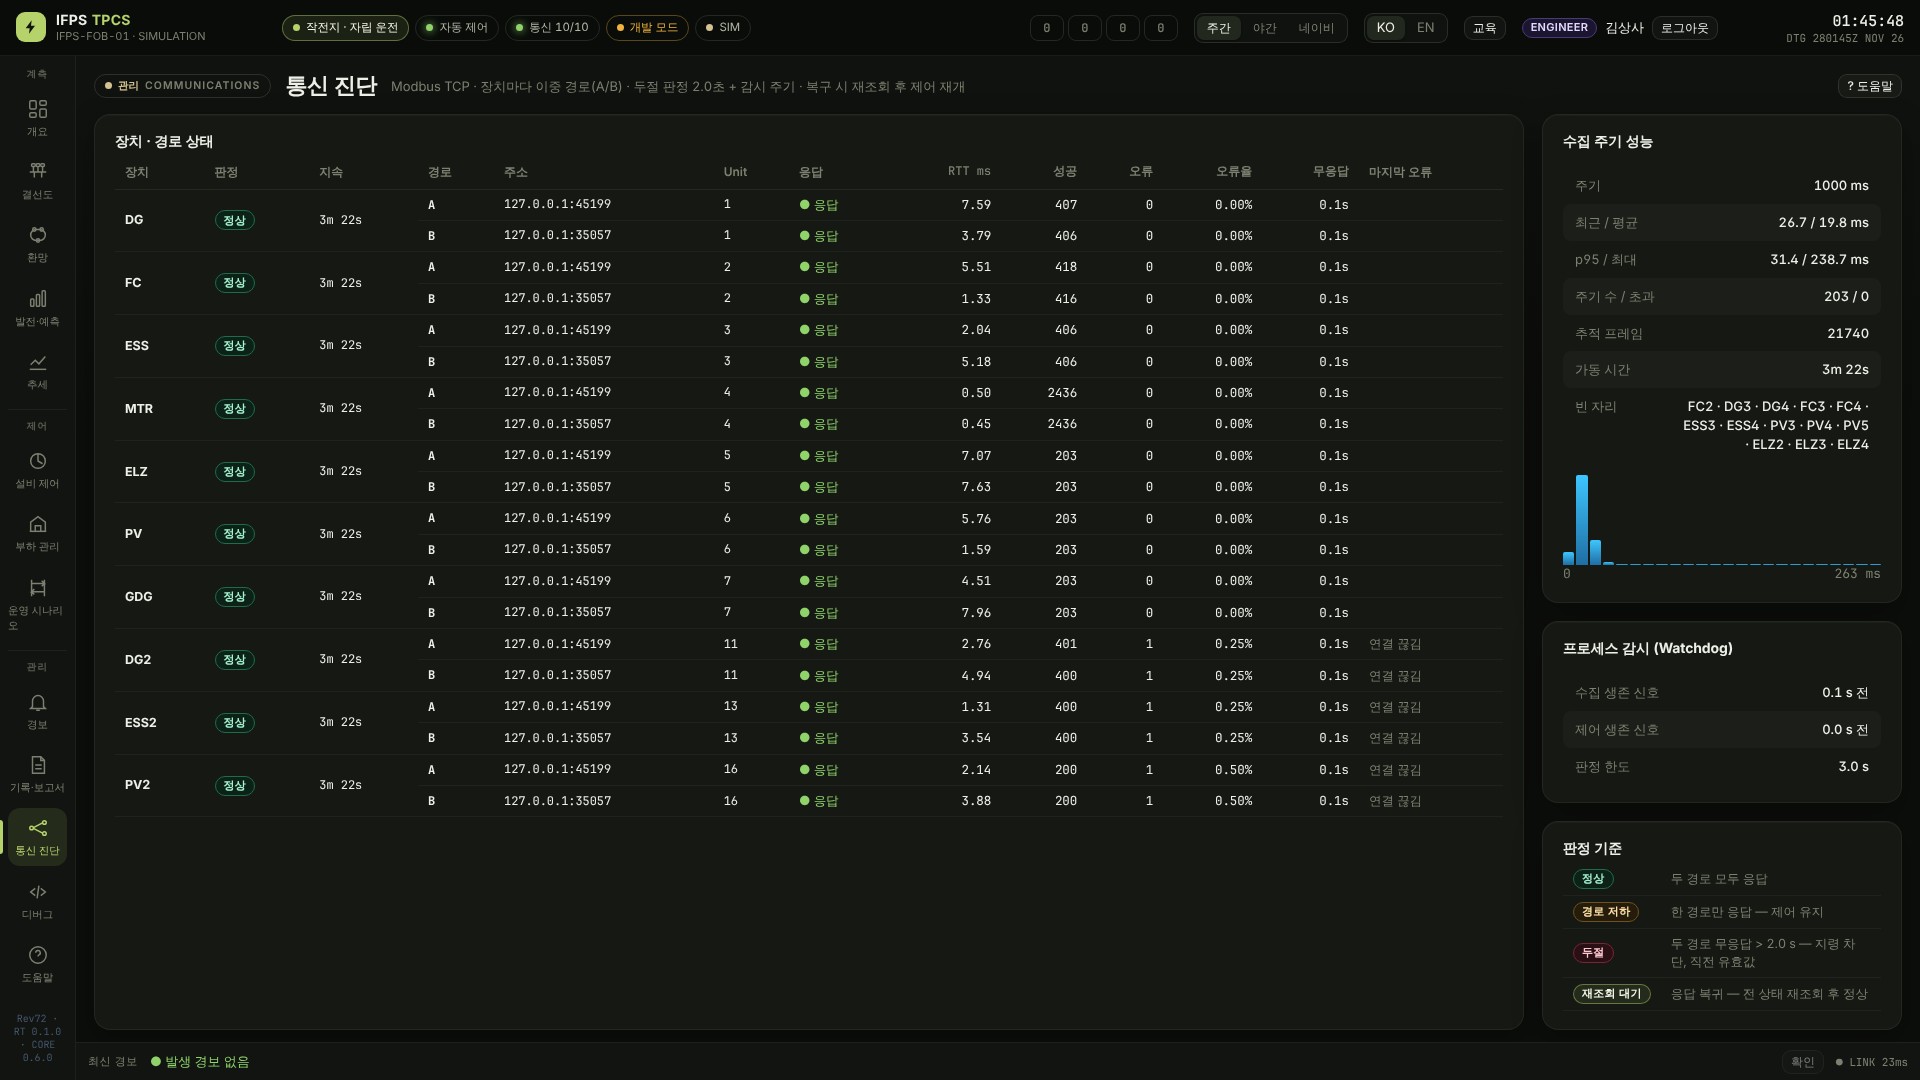 IFPS TPCS
IFPS-FOB-01 · SIMULATION
작전지 · 자립 운전
자동 제어
통신 10/10
개발 모드
SIM
0 0 0 0
주간 야간 네이비
KO EN
교육
ENGINEER 김상사 로그아웃
01:45:48
DTG 280145Z NOV 26
계측
개요
결선도
환망
발전·예측
추세
제어
설비 제어
부하 관리
운영 시나리
오
관리
경보
기록·보고서
통신 진단
디버그
도움말
Rev72 ·
RT 0.1.0
· CORE
0.6.0
관리 COMMUNICATIONS
통신 진단
Modbus TCP · 장치마다 이중 경로(A/B) · 두절 판정 2.0초 + 감시 주기 · 복구 시 재조회 후 제어 재개
? 도움말
장치 · 경로 상태
장치 판정 지속 경로 주소 Unit 응답 RTT ms 성공 오류 오류율 무응답 마지막 오류
DG 정상 3m 22s A 127.0.0.1:45199 1 응답 7.59 407 0 0.00% 0.1s
B 127.0.0.1:35057 1 응답 3.79 406 0 0.00% 0.1s
FC 정상 3m 22s A 127.0.0.1:45199 2 응답 5.51 418 0 0.00% 0.1s
B 127.0.0.1:35057 2 응답 1.33 416 0 0.00% 0.1s
ESS 정상 3m 22s A 127.0.0.1:45199 3 응답 2.04 406 0 0.00% 0.1s
B 127.0.0.1:35057 3 응답 5.18 406 0 0.00% 0.1s
MTR 정상 3m 22s A 127.0.0.1:45199 4 응답 0.50 2436 0 0.00% 0.1s
B 127.0.0.1:35057 4 응답 0.45 2436 0 0.00% 0.1s
ELZ 정상 3m 22s A 127.0.0.1:45199 5 응답 7.07 203 0 0.00% 0.1s
B 127.0.0.1:35057 5 응답 7.63 203 0 0.00% 0.1s
PV 정상 3m 22s A 127.0.0.1:45199 6 응답 5.76 203 0 0.00% 0.1s
B 127.0.0.1:35057 6 응답 1.59 203 0 0.00% 0.1s
GDG 정상 3m 22s A 127.0.0.1:45199 7 응답 4.51 203 0 0.00% 0.1s
B 127.0.0.1:35057 7 응답 7.96 203 0 0.00% 0.1s
DG2 정상 3m 22s A 127.0.0.1:45199 11 응답 2.76 401 1 0.25% 0.1s 연결 끊김
B 127.0.0.1:35057 11 응답 4.94 400 1 0.25% 0.1s 연결 끊김
ESS2 정상 3m 22s A 127.0.0.1:45199 13 응답 1.31 400 1 0.25% 0.1s 연결 끊김
B 127.0.0.1:35057 13 응답 3.54 400 1 0.25% 0.1s 연결 끊김
PV2 정상 3m 22s A 127.0.0.1:45199 16 응답 2.14 200 1 0.50% 0.1s 연결 끊김
B 127.0.0.1:35057 16 응답 3.88 200 1 0.50% 0.1s 연결 끊김
수집 주기 성능
주기 1000 ms
최근 / 평균 26.7 / 19.8 ms
p95 / 최대 31.4 / 238.7 ms
주기 수 / 초과 203 / 0
추적 프레임 21740
가동 시간 3m 22s
빈 자리 FC2 · DG3 · DG4 · FC3 · FC4 ·
ESS3 · ESS4 · PV3 · PV4 · PV5
· ELZ2 · ELZ3 · ELZ4
0 263 ms
프로세스 감시 (Watchdog)
수집 생존 신호 0.1 s 전
제어 생존 신호 0.0 s 전
판정 한도 3.0 s
판정 기준
정상 두 경로 모두 응답
경로 저하 한 경로만 응답 — 제어 유지
두절 두 경로 무응답 > 2.0 s — 지령 차
단, 직전 유효값
재조회 대기 응답 복귀 — 전 상태 재조회 후 정상
최신 경보 발생 경보 없음
확인 LINK 23ms